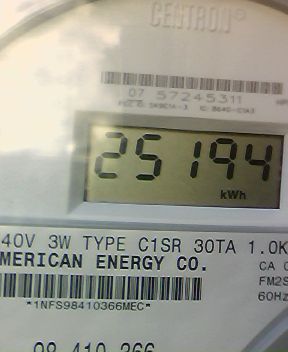 CENTRON
07 57245311
25194
kWh
40V 3W TYPE C1SR 30TA 1.0K
MERICAN ENERGY CO.
CA
FM2S
60Hz
*1NFS98410366MEC*
98 410 366